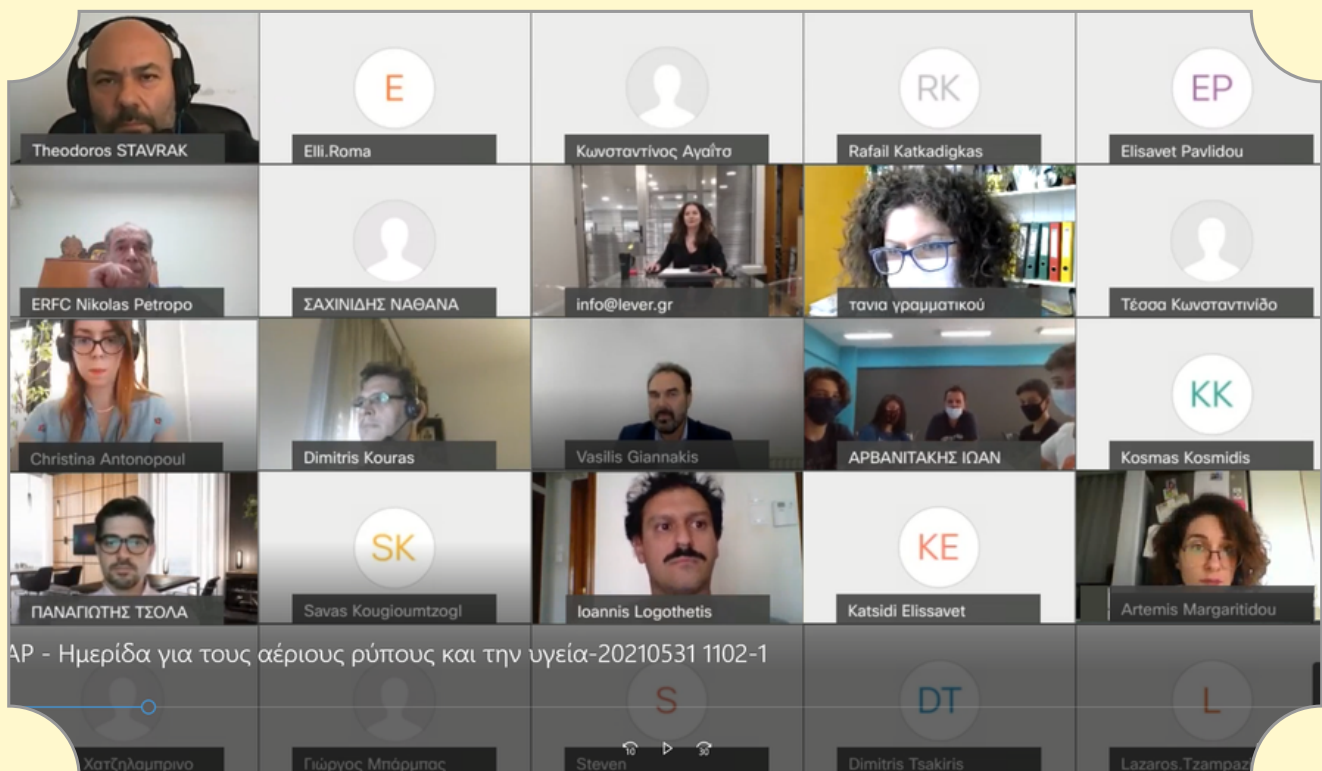 Theodoros STAVRAK
E
Elli.Roma
Κωνσταντίνος Αγαΐτσ
RK
Rafail Katkadigkas
EP
Elisavet Pavlidou
ERFC Nikolas Petropo
ΣΑΧΙΝΙΔΗΣ ΝΑΘΑΝΑ
info@lever.gr
τανια γραμματικού
Τέσσα Κωνσταντινίδο
Christina Antonopoul
Dimitris Kouras
Vasilis Giannakis
ΑΡΒΑΝΙΤΑΚΗΣ ΙΩΑΝ
KK
Kosmas Kosmidis
ΠΑΝΑΓΙΩΤΗΣ ΤΣΟΛΑ
SK
Savas Kougioumtzogl
Ioannis Logothetis
KE
Katsidi Elissavet
Artemis Margaritidou
AP - Ημερίδα για τους αέριους ρύπους και την υγεία-20210531 1102-1
Χατζηλαμπρινο
Γιώργος Μπάρμπας
S
Steven
10
30
DT
Dimitris Tsakiris
L
Lazaros.Tzampaz